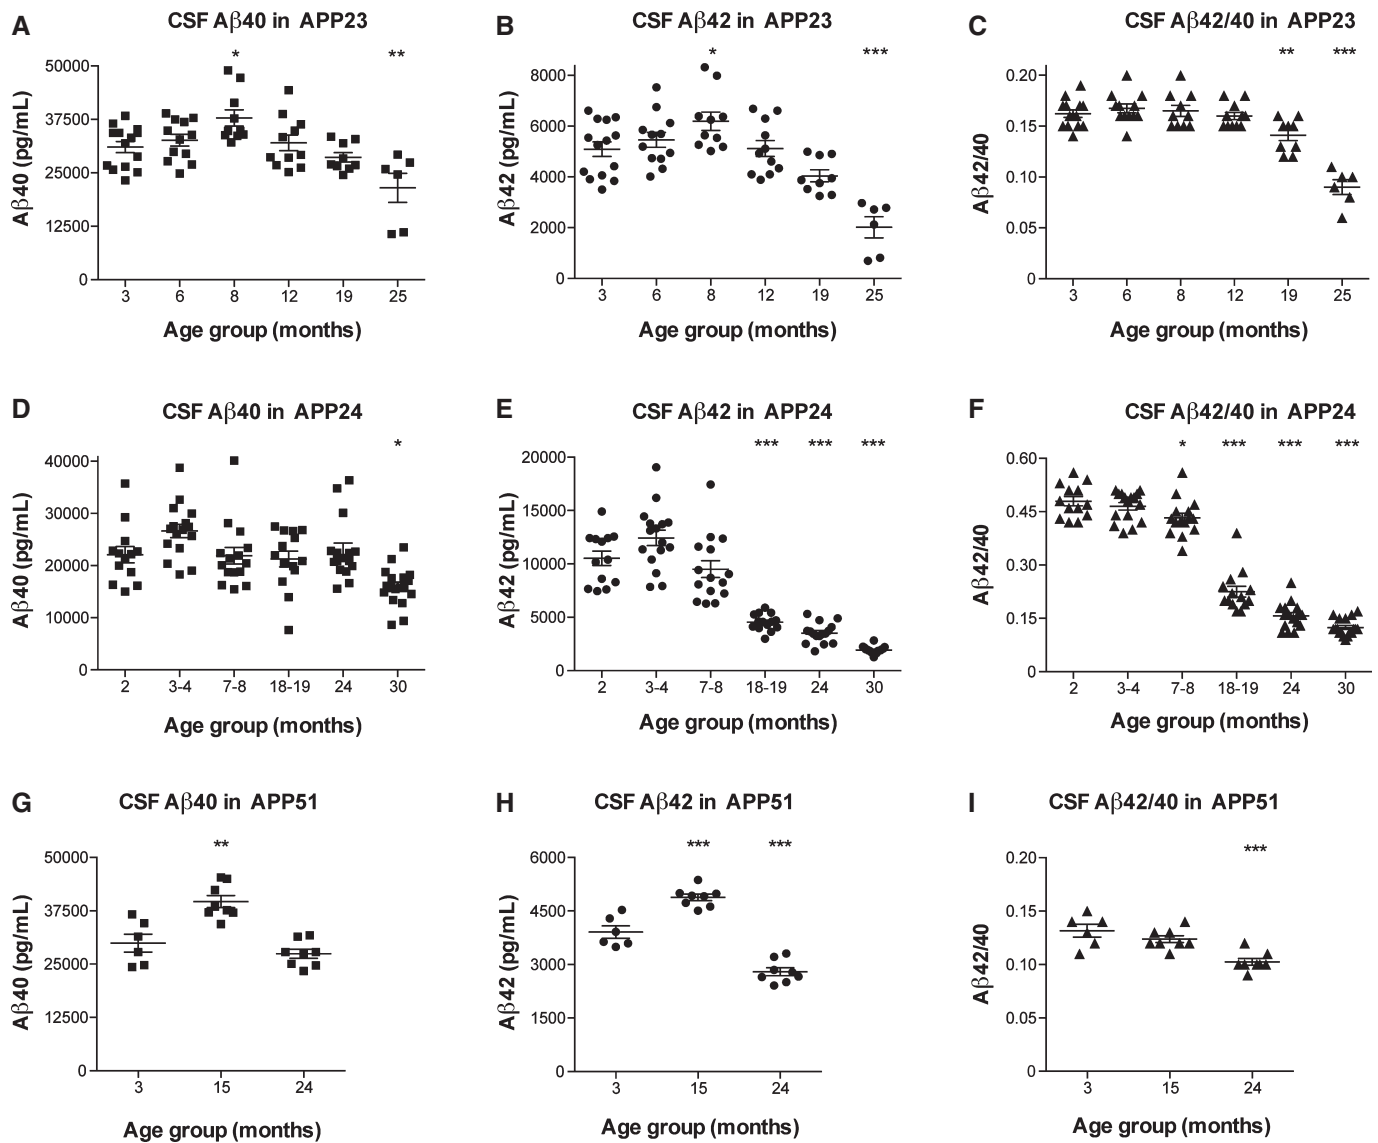 A
CSF Aβ40 in APP23
* **
50000
37500
25000
12500
0
Aβ40 (pg/mL)
3 6 8 12 19 25
Age group (months)
B
CSF Aβ42 in APP23
* ***
8000
6000
4000
2000
0
Aβ42 (pg/mL)
3 6 8 12 19 25
Age group (months)
C
CSF Aβ42/40 in APP23
** ***
0.20
0.15
0.10
0.05
0
Aβ42/40
3 6 8 12 19 25
Age group (months)
D
CSF Aβ40 in APP24
*
40000
30000
20000
10000
0
Aβ40 (pg/mL)
2 3-4 7-8 18-19 24 30
Age group (months)
E
CSF Aβ42 in APP24
*** *** ***
20000
15000
10000
5000
0
Aβ42 (pg/mL)
2 3-4 7-8 18-19 24 30
Age group (months)
F
CSF Aβ42/40 in APP24
* *** *** ***
0.60
0.45
0.30
0.15
0
Aβ42/40
2 3-4 7-8 18-19 24 30
Age group (months)
G
CSF Aβ40 in APP51
**
50000
37500
25000
12500
0
Aβ40 (pg/mL)
3 15 24
Age group (months)
H
CSF Aβ42 in APP51
*** ***
6000
4500
3000
1500
0
Aβ42 (pg/mL)
3 15 24
Age group (months)
I
CSF Aβ42/40 in APP51
***
0.20
0.15
0.10
0.05
0
Aβ42/40
3 15 24
Age group (months)